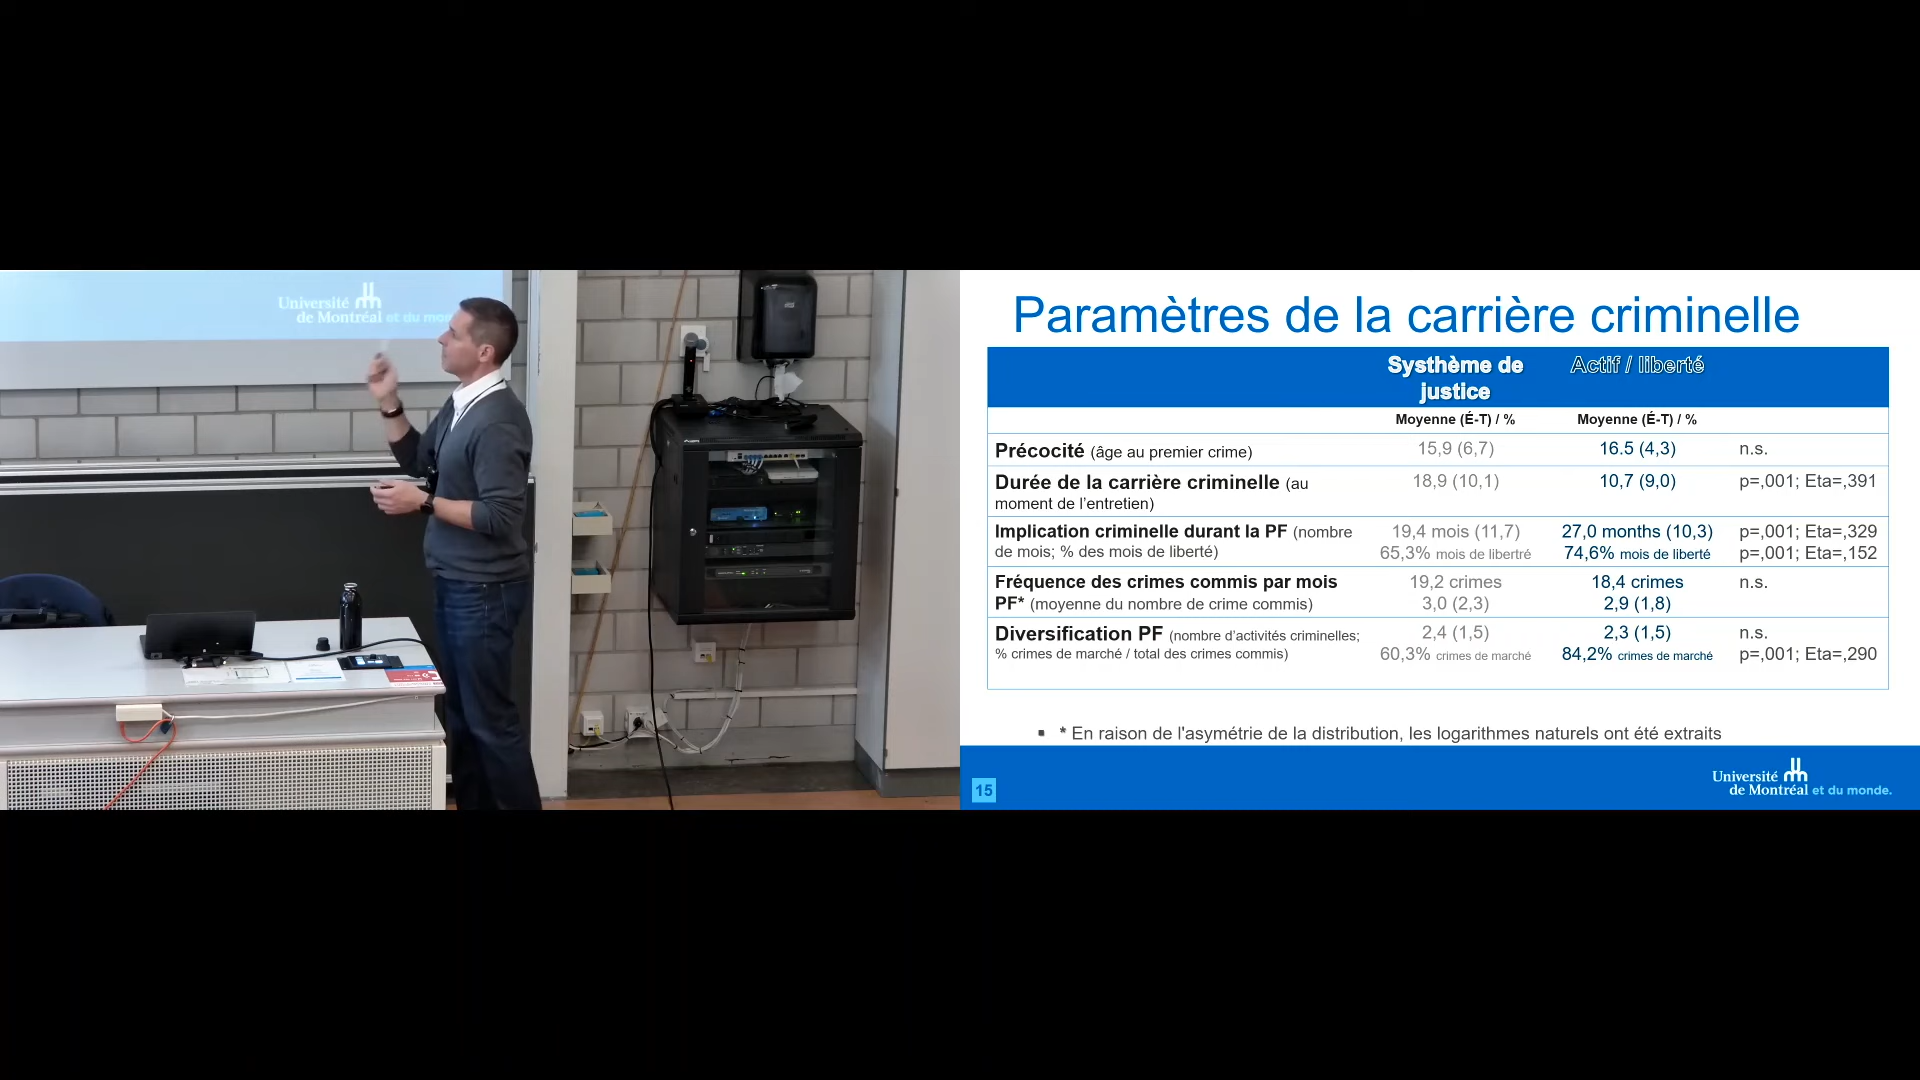 Université
de Montréal et du mon
Paramètres de la carrière criminelle
Systhème de
justice
Actif / liberté
Moyenne (É-T) / %
Moyenne (É-T) / %
Précocité (âge au premier crime)
15,9 (6,7)
16.5 (4,3)
n.s.
Durée de la carrière criminelle (au
moment de l'entretien)
18,9 (10,1)
10,7 (9,0)
p=,001; Eta=,391
Implication criminelle durant la PF (nombre
de mois; % des mois de liberté)
19,4 mois (11,7)
65,3% mois de libertré
27,0 months (10,3)
74,6% mois de liberté
p=,001; Eta=,329
p=,001; Eta=,152
Fréquence des crimes commis par mois
PF* (moyenne du nombre de crime commis)
19,2 crimes
3,0 (2,3)
18,4 crimes
2,9 (1,8)
n.s.
Diversification PF (nombre d'activités criminelles;
% crimes de marché / total des crimes commis)
2,4 (1,5)
60,3% crimes de marché
2,3 (1,5)
84,2% crimes de marché
n.s.
p=,001; Eta=,290
▪ * En raison de l'asymétrie de la distribution, les logarithmes naturels ont été extraits
15
Université
de Montréal et du monde.